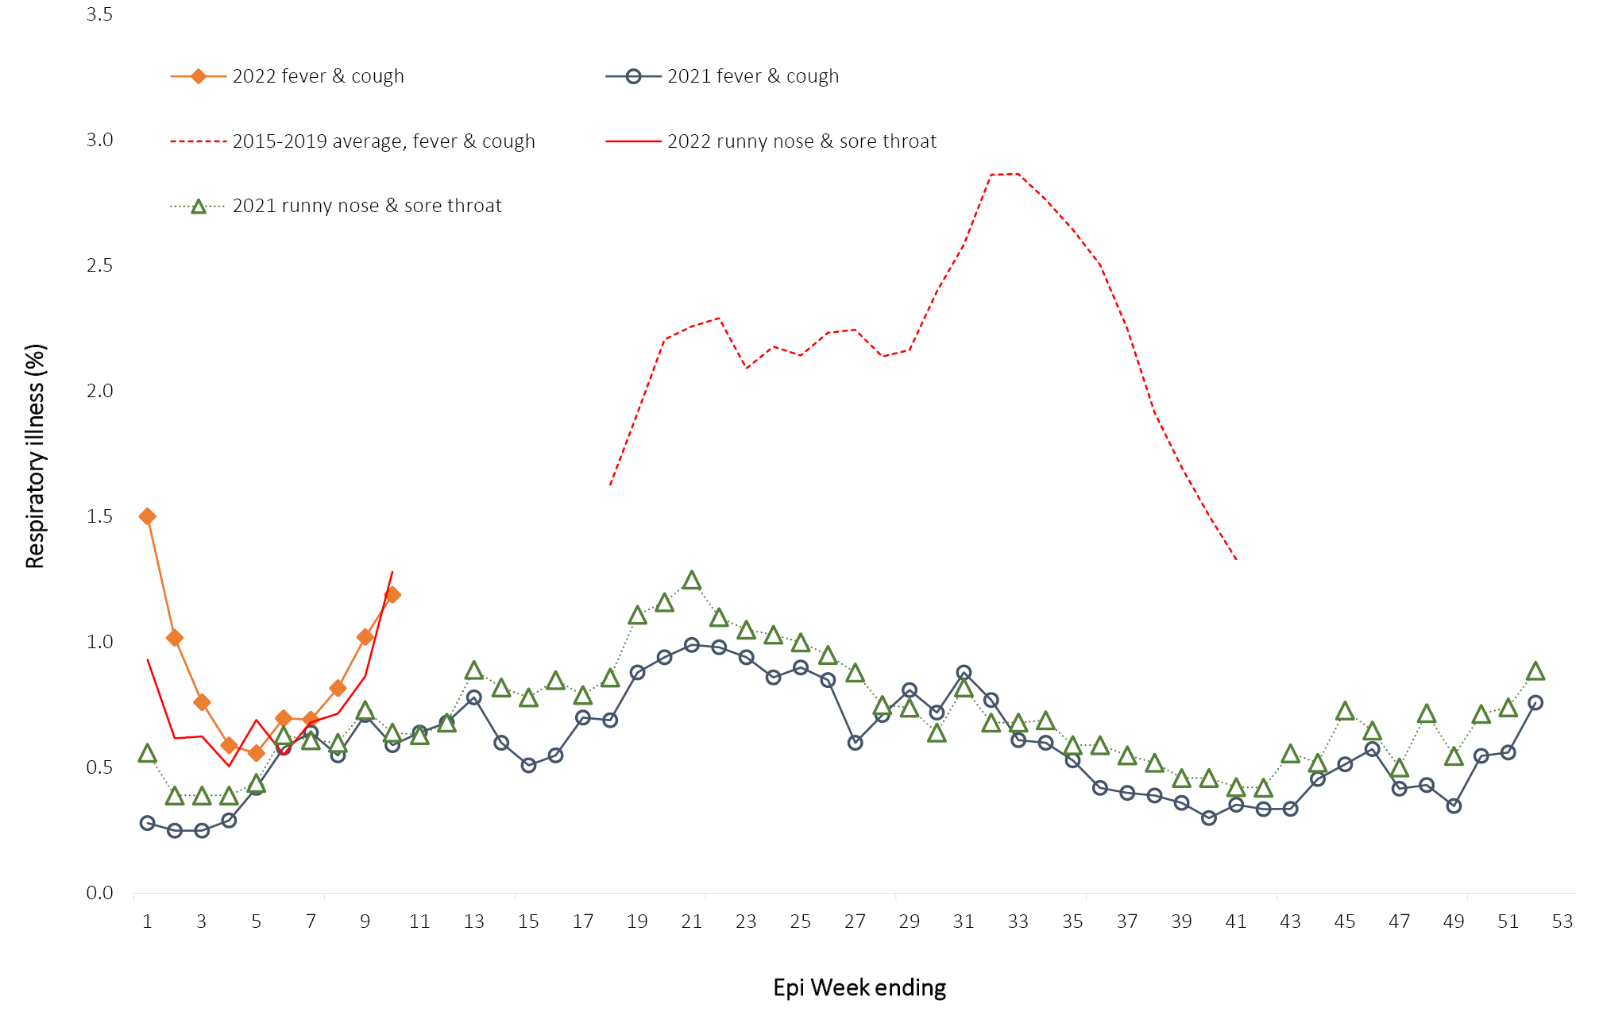 3.5
2022 fever & cough
2021 fever & cough
3.0
2015-2019 average, fever & cough
2022 runny nose & sore throat
2021 runny nose & sore throat
2.5
2.0
1.5
1.0
0.5
0.0
Respiratory illness (%)
1 3 5 7 9 11 13 15 17 19 21 23 25 27 29 31 33 35 37 39 41 43 45 47 49 51 53
Epi Week ending